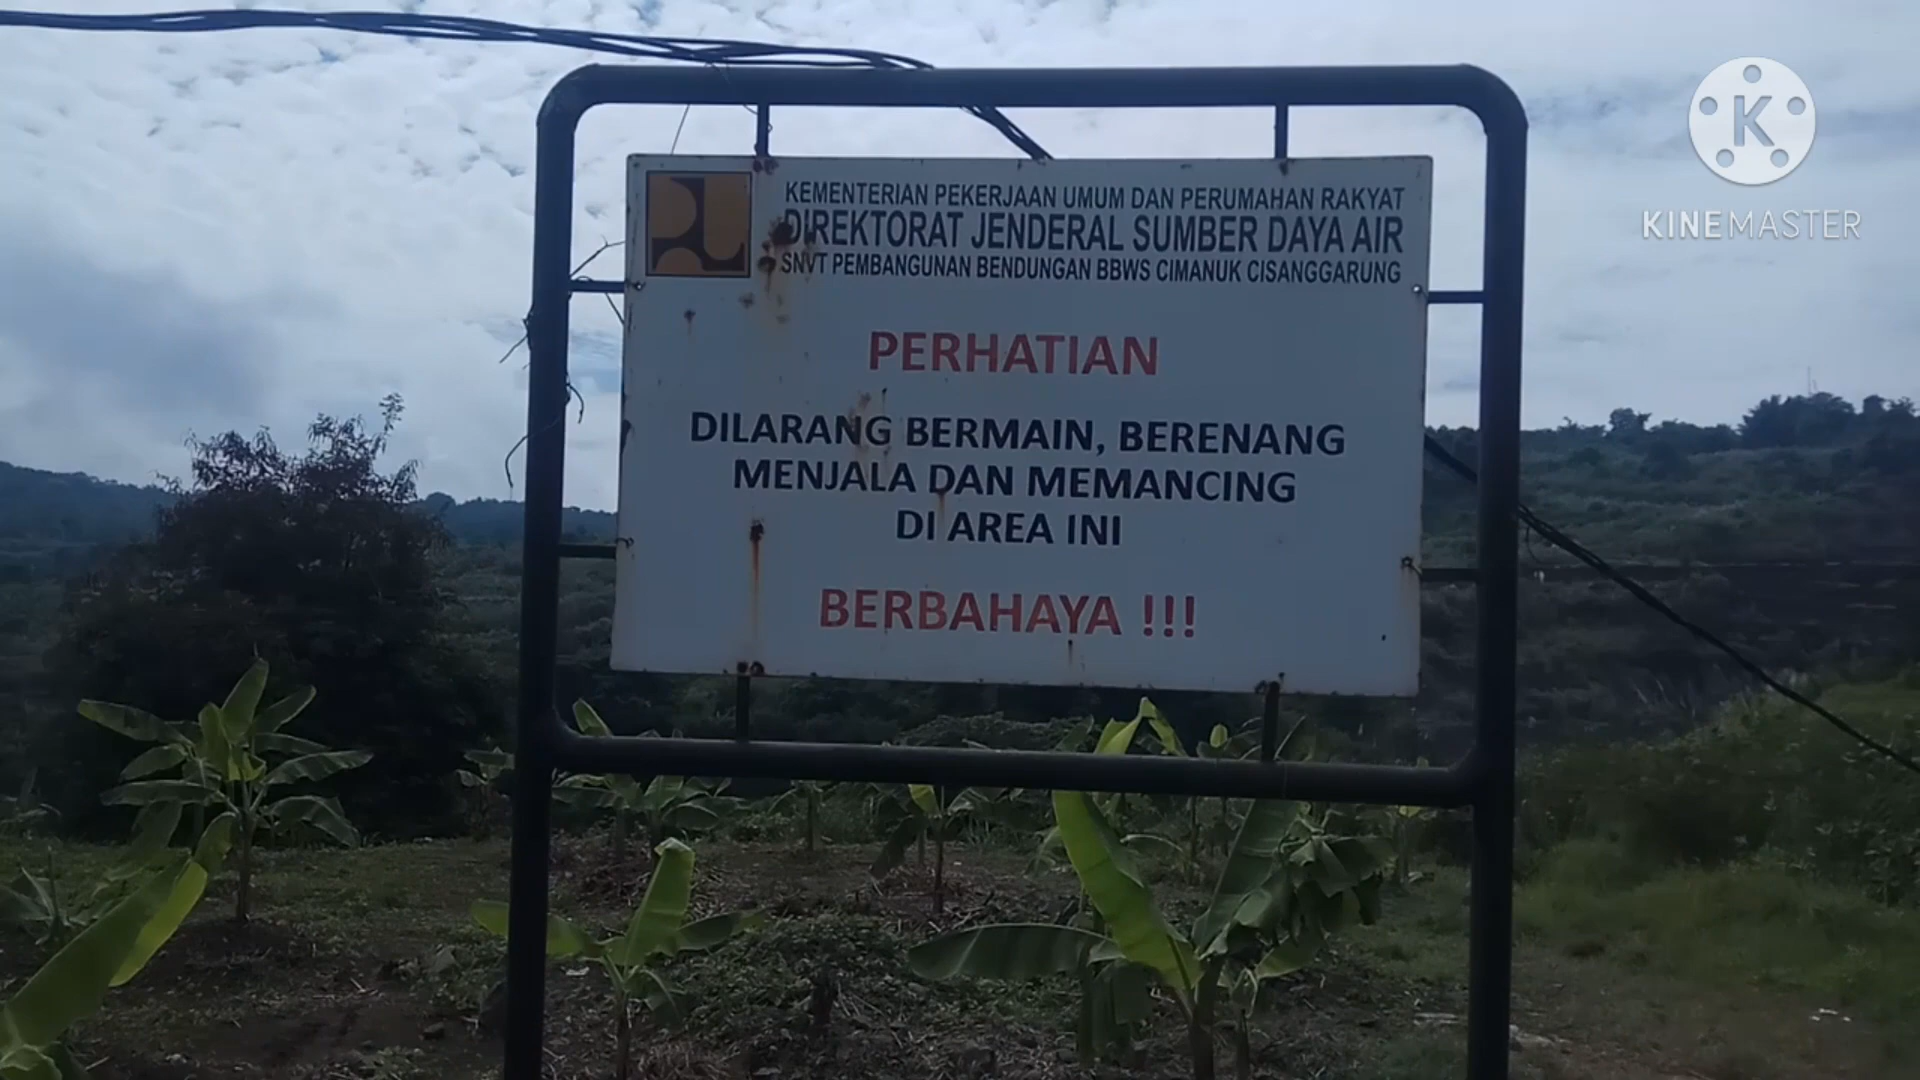 KEMENTERIAN PEKERJAAN UMUM DAN PERUMAHAN RAKYAT
DIREKTORAT JENDERAL SUMBER DAYA AIR
SNVT PEMBANGUNAN BENDUNGAN BBWS CIMANUK CISANGGARUNG
PERHATIAN
DILARANG BERMAIN, BERENANG
MENJALA DAN MEMANCING
DI AREA INI
BERBAHAYA !!!
K
KINEMASTER